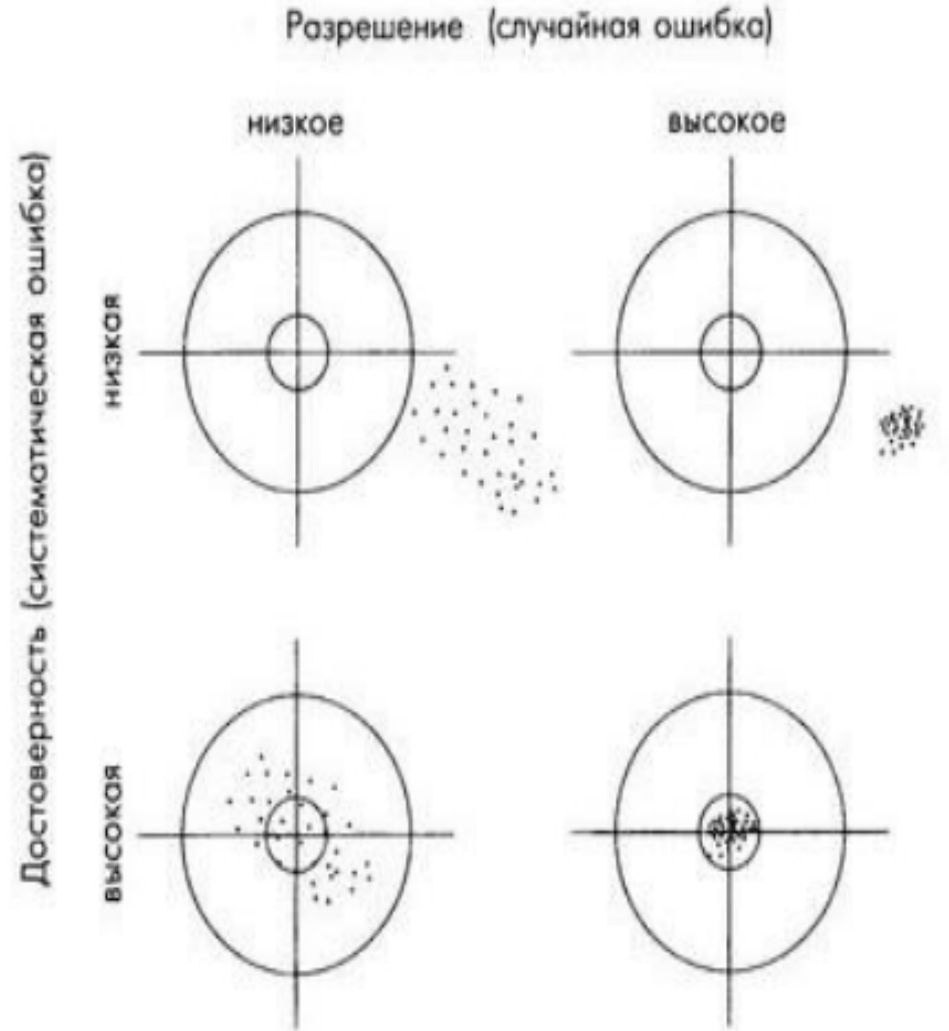 Разрешение (случайная ошибка)
низкое
высокое
Достоверность (систематическая ошибка)
низкая
высокая